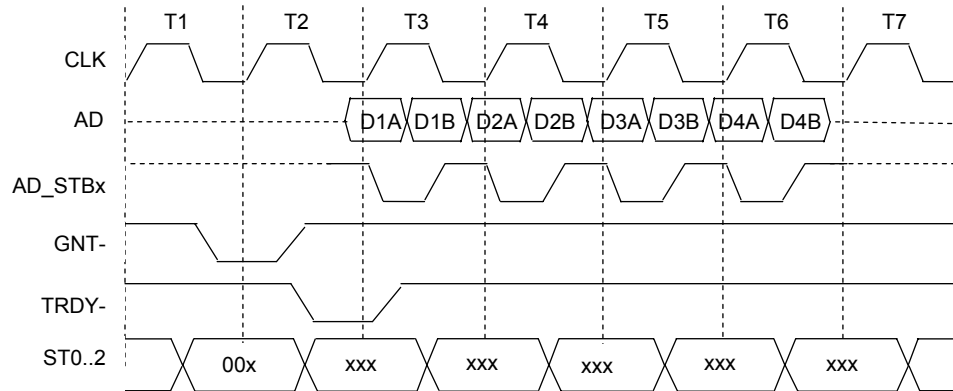 T1 T2 T3 T4 T5 T6 T7
CLK
AD D1A D1B D2A D2B D3A D3B D4A D4B
AD_STBx
GNT-
TRDY-
ST0..2 00x xxx xxx xxx xxx xxx